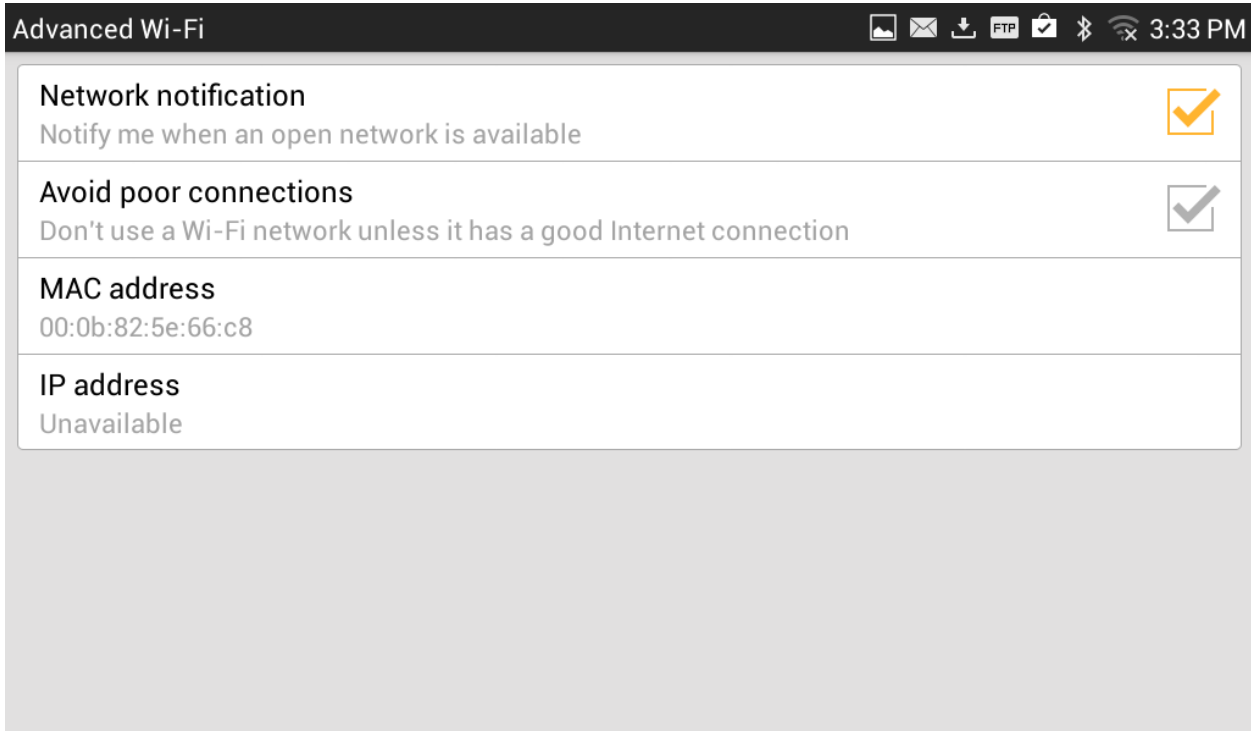 Advanced Wi-Fi FTP 3:33 PM
Network notification
Notify me when an open network is available
Avoid poor connections
Don't use a Wi-Fi network unless it has a good Internet connection
MAC address
00:0b:82:5e:66:c8
IP address
Unavailable